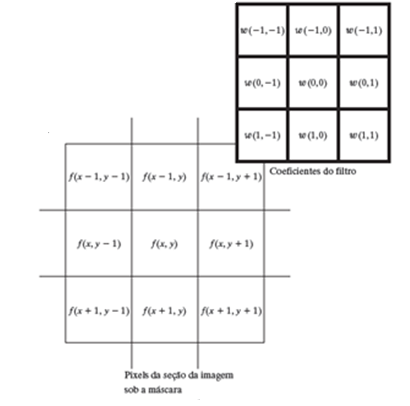 w(−1,−1) w(−1,0) w(−1,1)
w(0,−1) w(0,0) w(0,1)
w(1,−1) w(1,0) w(1,1)
Coeficientes do filtro
f(x − 1, y − 1) f(x − 1, y) f(x − 1, y + 1)
f(x, y − 1) f(x, y) f(x, y + 1)
f(x + 1, y − 1) f(x + 1, y) f(x + 1, y + 1)
Pixels da seção da imagem
sob a máscara